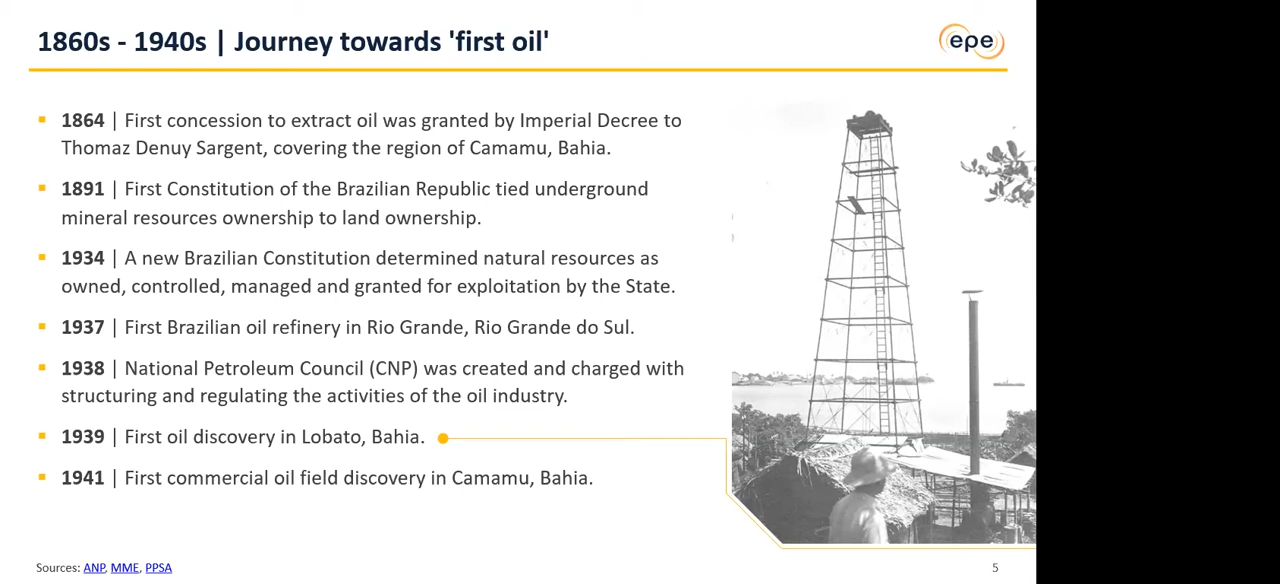 1860s - 1940s | Journey towards 'first oil'
epe
▪ 1864 | First concession to extract oil was granted by Imperial Decree to
Thomaz Denuy Sargent, covering the region of Camamu, Bahia.
▪ 1891 | First Constitution of the Brazilian Republic tied underground
mineral resources ownership to land ownership.
▪ 1934 | A new Brazilian Constitution determined natural resources as
owned, controlled, managed and granted for exploitation by the State.
▪ 1937 | First Brazilian oil refinery in Rio Grande, Rio Grande do Sul.
▪ 1938 | National Petroleum Council (CNP) was created and charged with
structuring and regulating the activities of the oil industry.
▪ 1939 | First oil discovery in Lobato, Bahia.
▪ 1941 | First commercial oil field discovery in Camamu, Bahia.
Sources: ANP, MME, PPSA
5